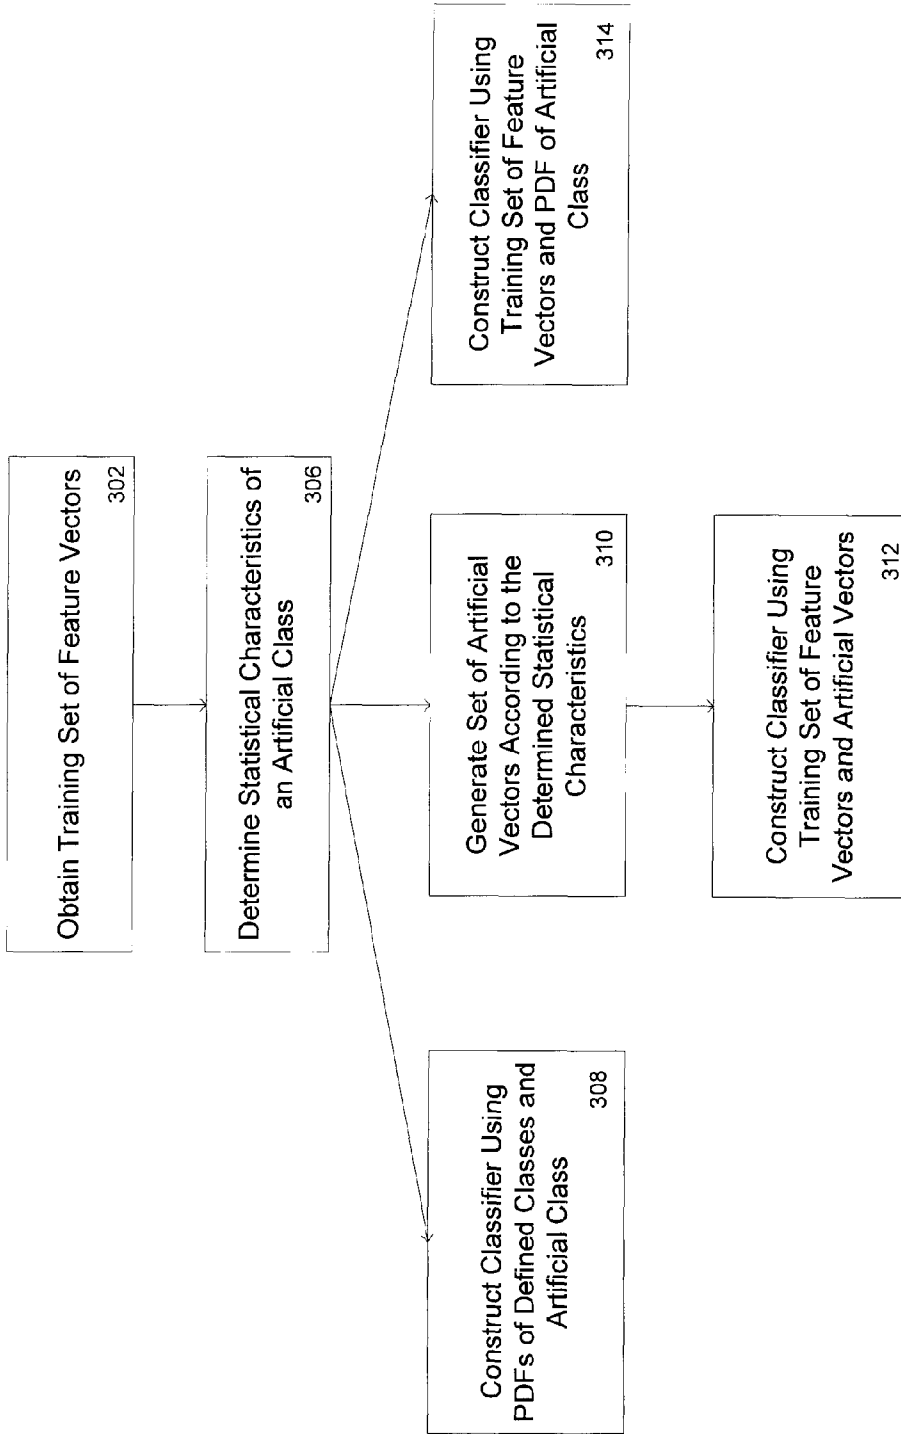 Obtain Training Set of Feature Vectors
302
Determine Statistical Characteristics of
an Artificial Class
306
Construct Classifier Using
PDFs of Defined Classes and
Artificial Class
308
Generate Set of Artificial
Vectors According to the
Determined Statistical
Characteristics
310
Construct Classifier Using
Training Set of Feature
Vectors and PDF of Artificial
Class
314
Construct Classifier Using
Training Set of Feature
Vectors and Artificial Vectors
312